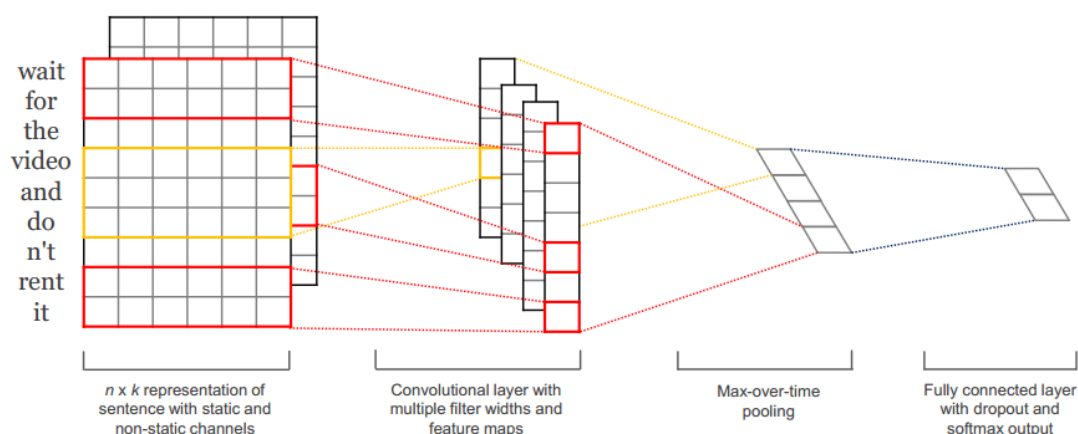 wait
for
the
video
and
do
n't
rent
it
n x k representation of
sentence with static and
non-static channels
Convolutional layer with
multiple filter widths and
feature maps
Max-over-time
pooling
Fully connected layer
with dropout and
softmax output